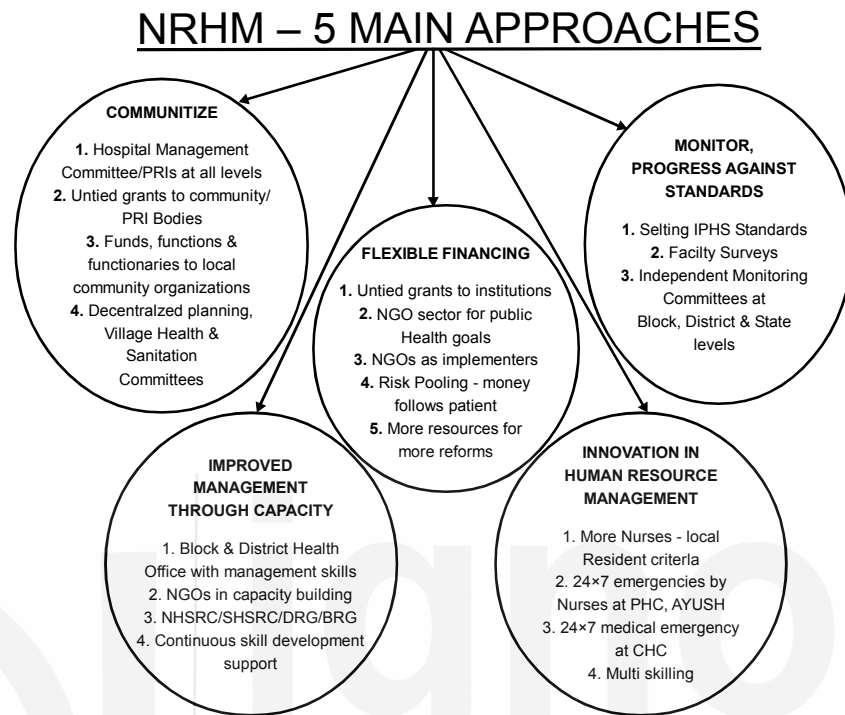 NRHM – 5 MAIN APPROACHES
COMMUNITIZE
1. Hospital Management
Committee/PRIs at all levels
2. Untied grants to community/
PRI Bodies
3. Funds, functions &
functionaries to local
community organizations
4. Decentralzed planning,
Village Health &
Sanitation
Committees
FLEXIBLE FINANCING
1. Untied grants to institutions
2. NGO sector for public
Health goals
3. NGOs as implementers
4. Risk Pooling - money
follows patient
5. More resources for
more reforms
MONITOR,
PROGRESS AGAINST
STANDARDS
1. Selting IPHS Standards
2. Facilty Surveys
3. Independent Monitoring
Committees at
Block, District & State
levels
IMPROVED
MANAGEMENT
THROUGH CAPACITY
1. Block & District Health
Office with management skills
2. NGOs in capacity building
3. NHSRC/SHSRC/DRG/BRG
4. Continuous skill development
support
INNOVATION IN
HUMAN RESOURCE
MANAGEMENT
1. More Nurses - local
Resident criterla
2. 24×7 emergencies by
Nurses at PHC, AYUSH
3. 24×7 medical emergency
at CHC
4. Multi skilling